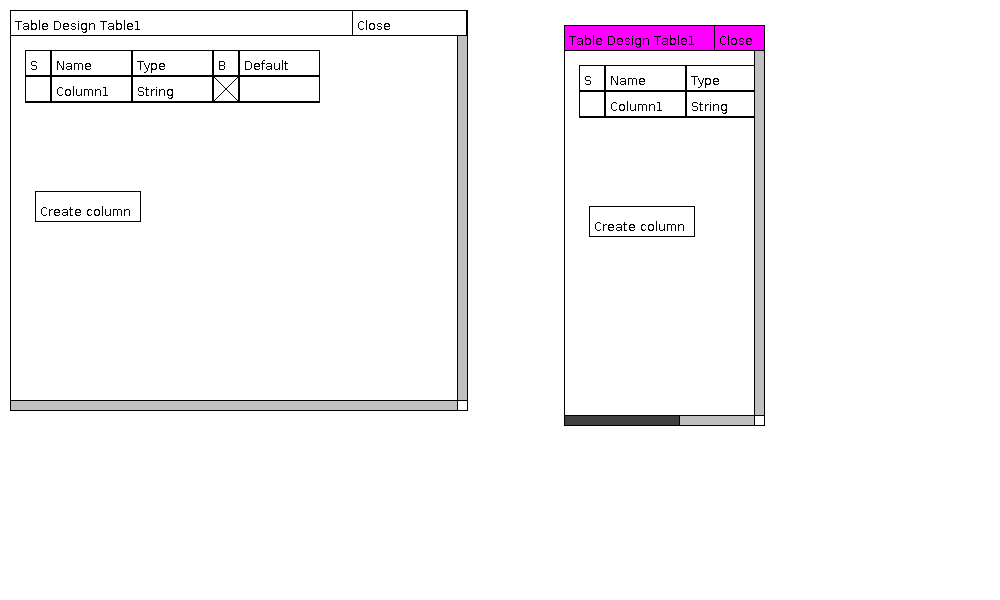 Table Design Table1 Close
S Name Type B Default
Column1 String
Create column
Table Design Table1 Close
S Name Type
Column1 String
Create column